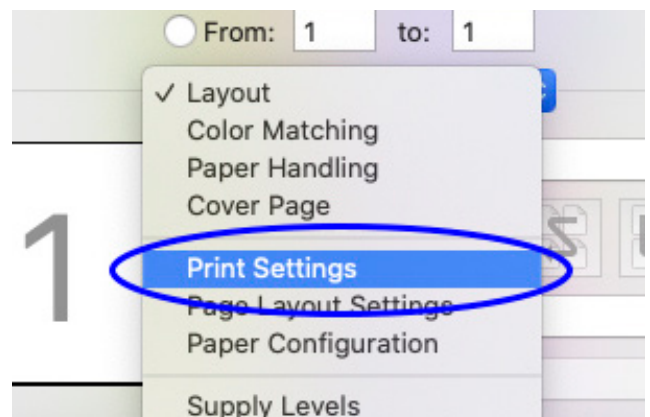 From: 1 to: 1
✓ Layout
Color Matching
Paper Handling
Cover Page
1
Print Settings
Page Layout Settings
Paper Configuration
Supply Levels